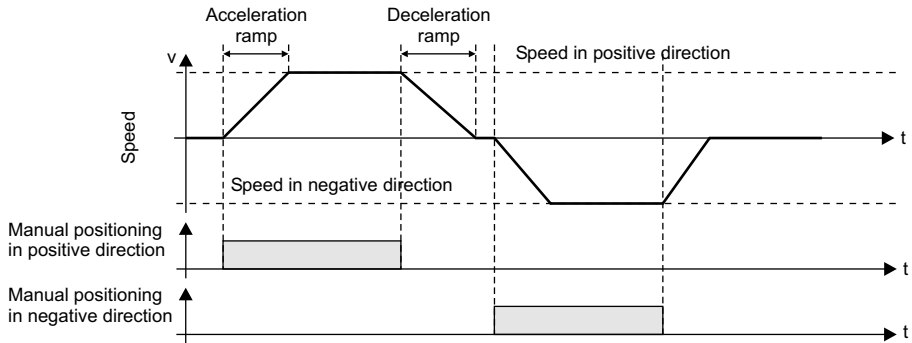 Acceleration
ramp
Deceleration
ramp
v
Speed in positive direction
Speed
t
Speed in negative direction
Manual positioning
in positive direction
t
Manual positioning
in negative direction
t